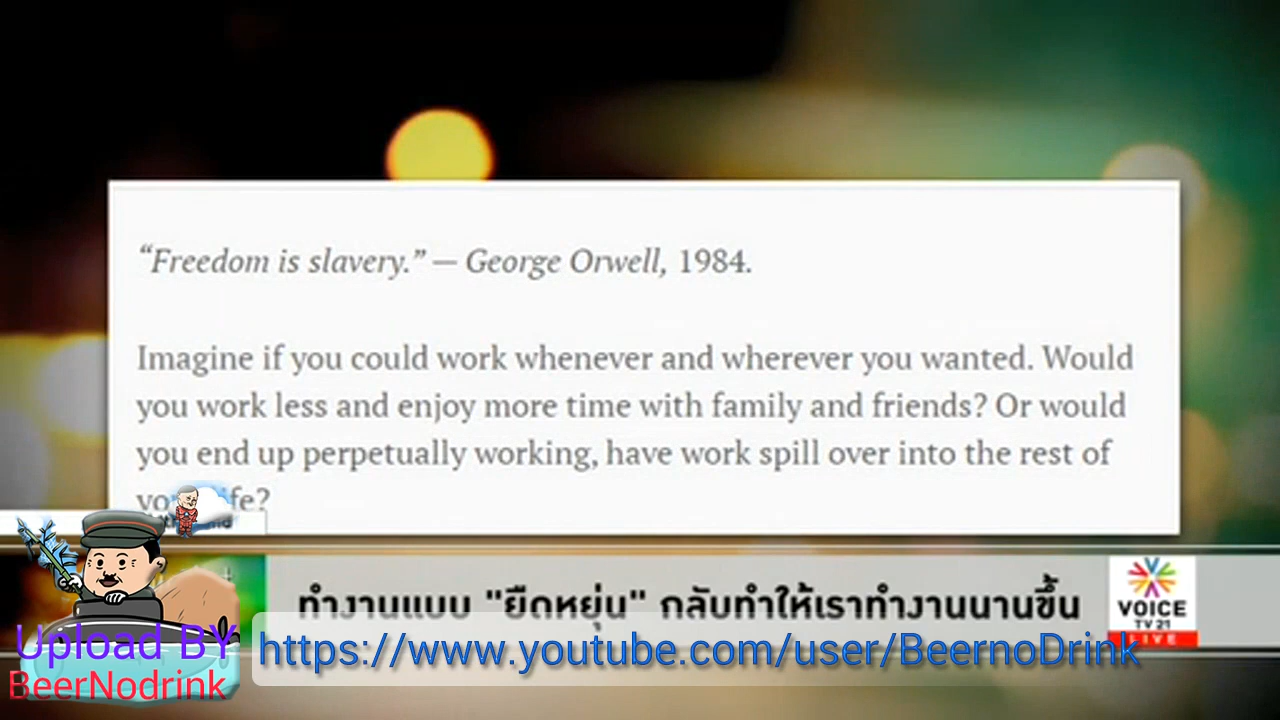 “Freedom is slavery.” — George Orwell, 1984.
Imagine if you could work whenever and wherever you wanted. Would
you work less and enjoy more time with family and friends? Or would
you end up perpetually working, have work spill over into the rest of
life?
ทำงานแบบ "ยืดหยุ่น" กลับทำให้เราทำงานนานขึ้น
VOICE
TV 21
LIVE
Upload BY
BeerNodrink
https://www.youtube.com/user/BeernoDrink